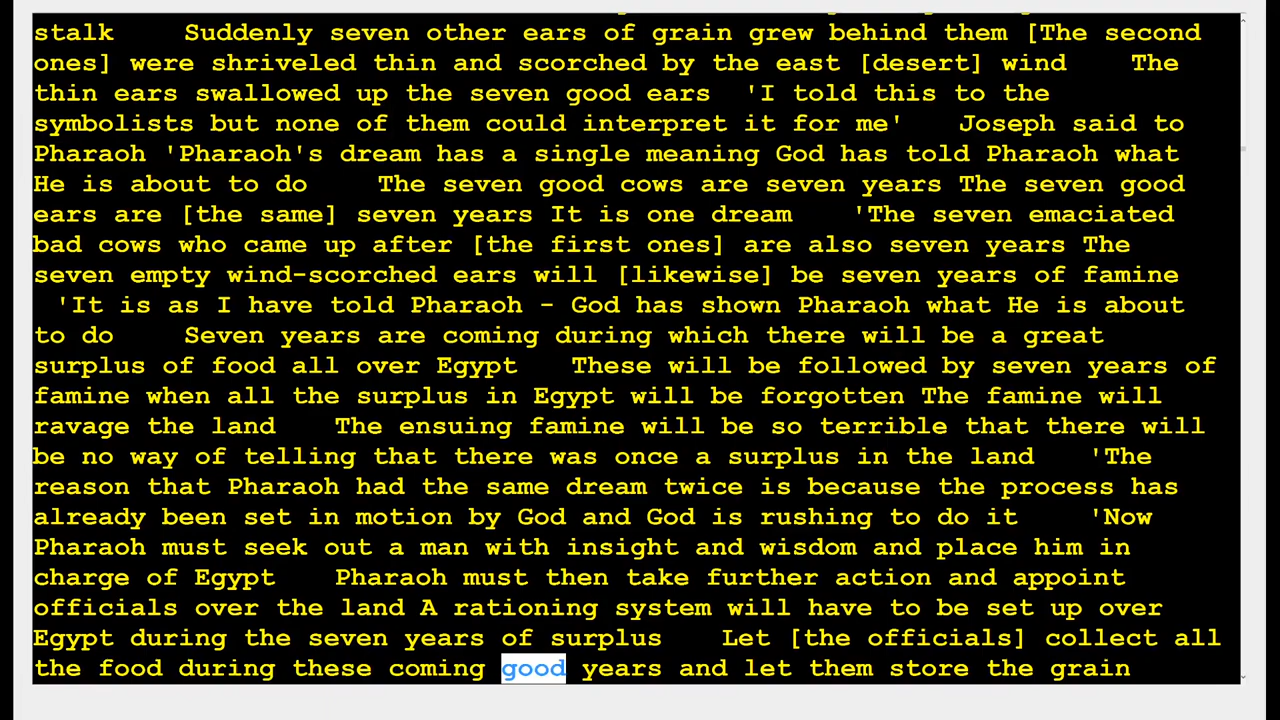 stalk Suddenly seven other ears of grain grew behind them [The second
ones] were shriveled thin and scorched by the east [desert] wind The
thin ears swallowed up the seven good ears 'I told this to the
symbolists but none of them could interpret it for me' Joseph said to
Pharaoh 'Pharaoh's dream has a single meaning God has told Pharaoh what
He is about to do The seven good cows are seven years The seven good
ears are [the same] seven years It is one dream 'The seven emaciated
bad cows who came up after [the first ones] are also seven years The
seven empty wind-scorched ears will [likewise] be seven years of famine
'It is as I have told Pharaoh - God has shown Pharaoh what He is about
to do Seven years are coming during which there will be a great
surplus of food all over Egypt These will be followed by seven years of
famine when all the surplus in Egypt will be forgotten The famine will
ravage the land The ensuing famine will be so terrible that there will
be no way of telling that there was once a surplus in the land 'The
reason that Pharaoh had the same dream twice is because the process has
already been set in motion by God and God is rushing to do it 'Now
Pharaoh must seek out a man with insight and wisdom and place him in
charge of Egypt Pharaoh must then take further action and appoint
officials over the land A rationing system will have to be set up over
Egypt during the seven years of surplus Let [the officials] collect all
the food during these coming good years and let them store the grain